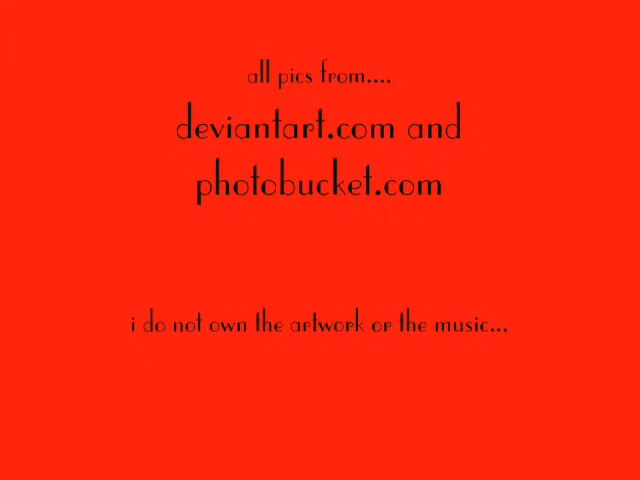 all pics from....
deviantart.com and
photobucket.com
i do not own the artwork or the music...